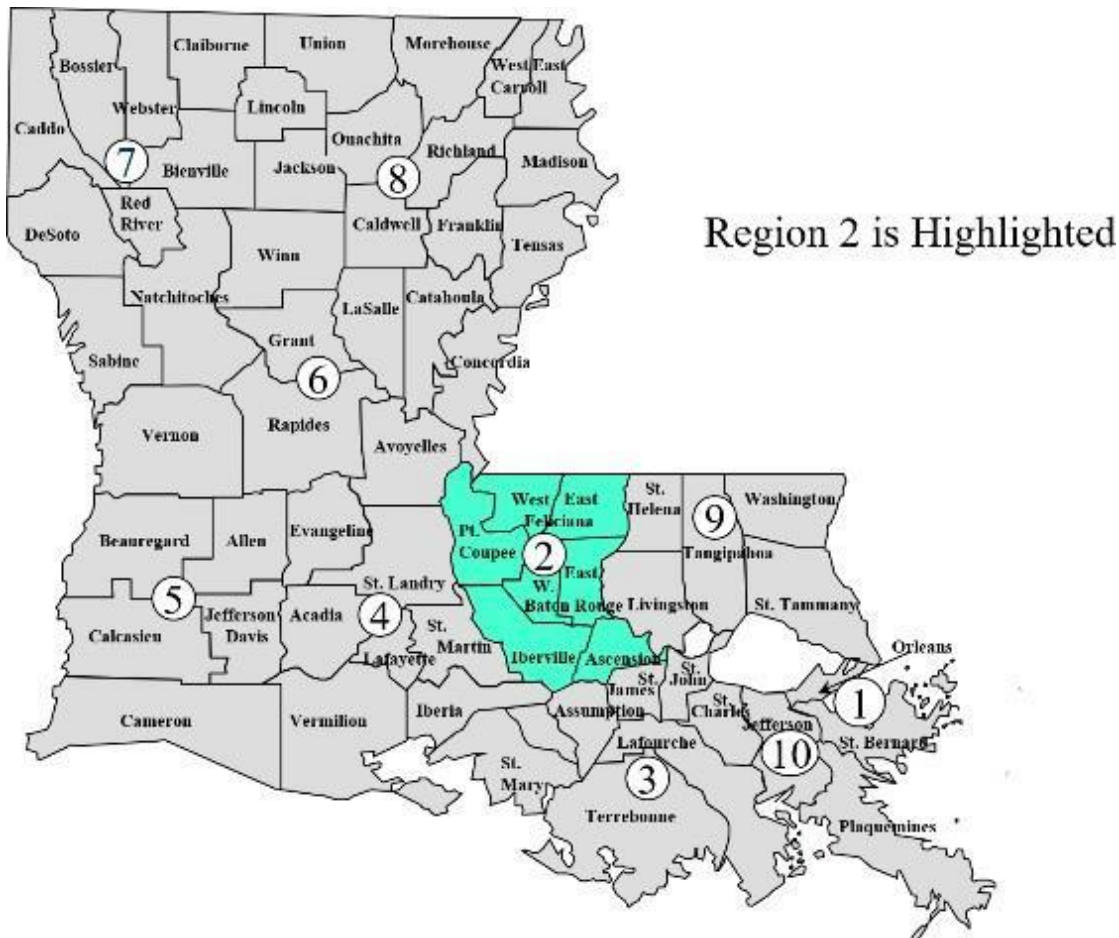 Claiborne
Union
Morehouse
West
East
Carroll
Bossier
Webster
Lincoln
Ouachita
Richland
Madison
Caddo
7
Bienville
Jackson
8
Red
River
Caldwell
Franklin
DeSoto
Winn
Tensas
Region 2 is Highlighted
Natchitoches
LaSalle
Catahoula
Sabine
Grant
6
Concordia
Rapides
Vernon
Avoyelles
West
East
Feliciana
St.
Helena
Washington
9
Tangipahoa
Pt.
Coupee
2
Beauregard
Allen
Evangeline
St. Landry
W.
East
Baton Rouge
Livingston
St. Tammany
5
Calcasieu
Jefferson
Davis
Acadia
4
Lafayette
St.
Martin
Iberville
Ascension
Orleans
1
St.
James
St.
John
St.
Charles
Jefferson
Cameron
Vermilion
Iberia
Assumption
Lafourche
10
St. Bernard
St.
Mary
3
Terrebonne
Plaquemines